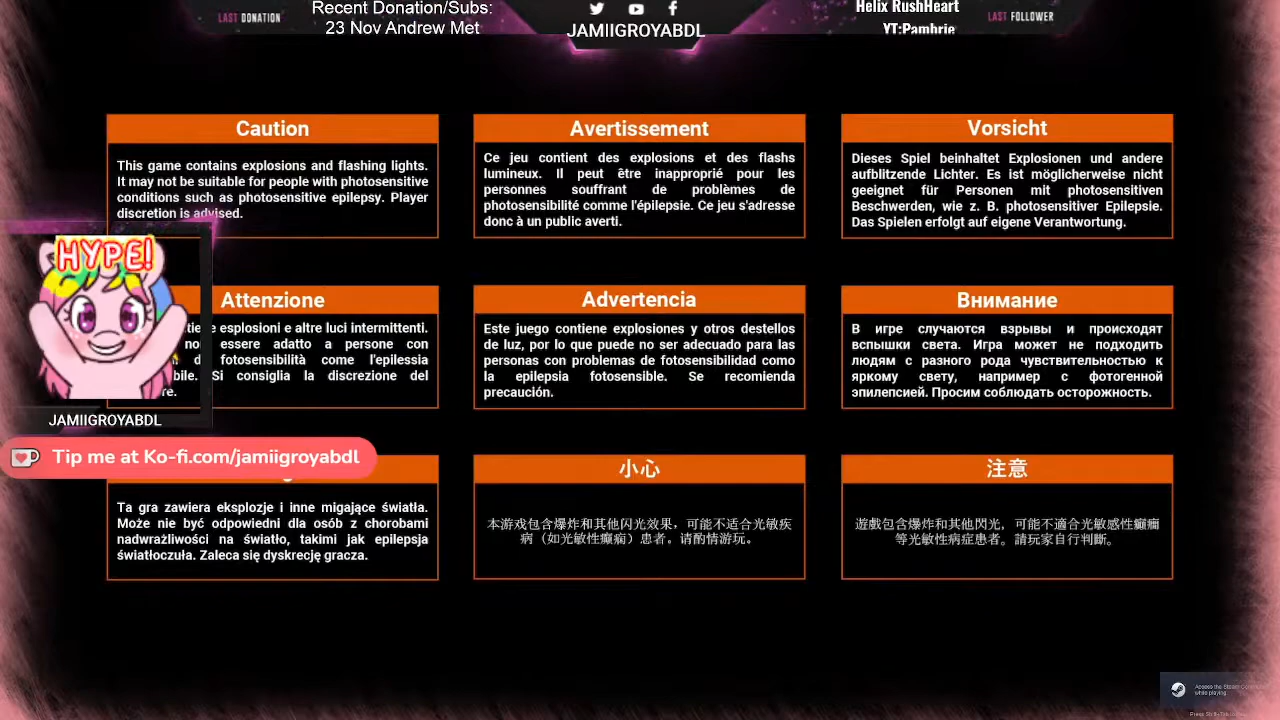 LAST DONATION
Recent Donation/Subs:
23 Nov Andrew Met
JAMIIGROYABDL
Helix RushHeart
YT:Pambrie
LAST FOLLOWER
Caution
This game contains explosions and flashing lights.
It may not be suitable for people with photosensitive
conditions such as photosensitive epilepsy. Player
discretion is advised.
Avertissement
Ce jeu contient des explosions et des flashs
lumineux. Il peut être inapproprié pour les
personnes souffrant de problèmes de
photosensibilité comme l'épilepsie. Ce jeu s'adresse
donc à un public averti.
Vorsicht
Dieses Spiel beinhaltet Explosionen und andere
aufblitzende Lichter. Es ist möglicherweise nicht
geeignet für Personen mit photosensitiven
Beschwerden, wie z. B. photosensitiver Epilepsie.
Das Spielen erfolgt auf eigene Verantwortung.
HYPE!
JAMIIGROYABDL
Tip me at Ko-fi.com/jamiigroyabdl
Attenzione
esplosioni e altre luci intermittenti.
essere adatto a persone con
fotosensibilità come l'epilessia
Si consiglia la discrezione del
Advertencia
Este juego contiene explosiones y otros destellos
de luz, por lo que puede no ser adecuado para las
personas con problemas de fotosensibilidad como
la epilepsia fotosensible. Se recomienda
precaución.
Внимание
В игре случаются взрывы и происходят
вспышки света. Игра может не подходить
людям с разного рода чувствительностью к
яркому свету, например с фотогенной
эпилепсией. Просим соблюдать осторожность.
Ta gra zawiera eksplozje i inne migające światła.
Może nie być odpowiedni dla osób z chorobami
nadwrażliwości na światło, takimi jak epilepsja
światłoczuła. Zaleca się dyskrecję gracza.
小心
本游戏包含爆炸和其他闪光效果，可能不适合光敏疾
病（如光敏性癫痫）患者。请酌情游玩。
注意
遊戲包含爆炸和其他閃光，可能不適合光敏感性癲癇
等光敏性病症患者。請玩家自行判斷。
Access the Steam
while playing.